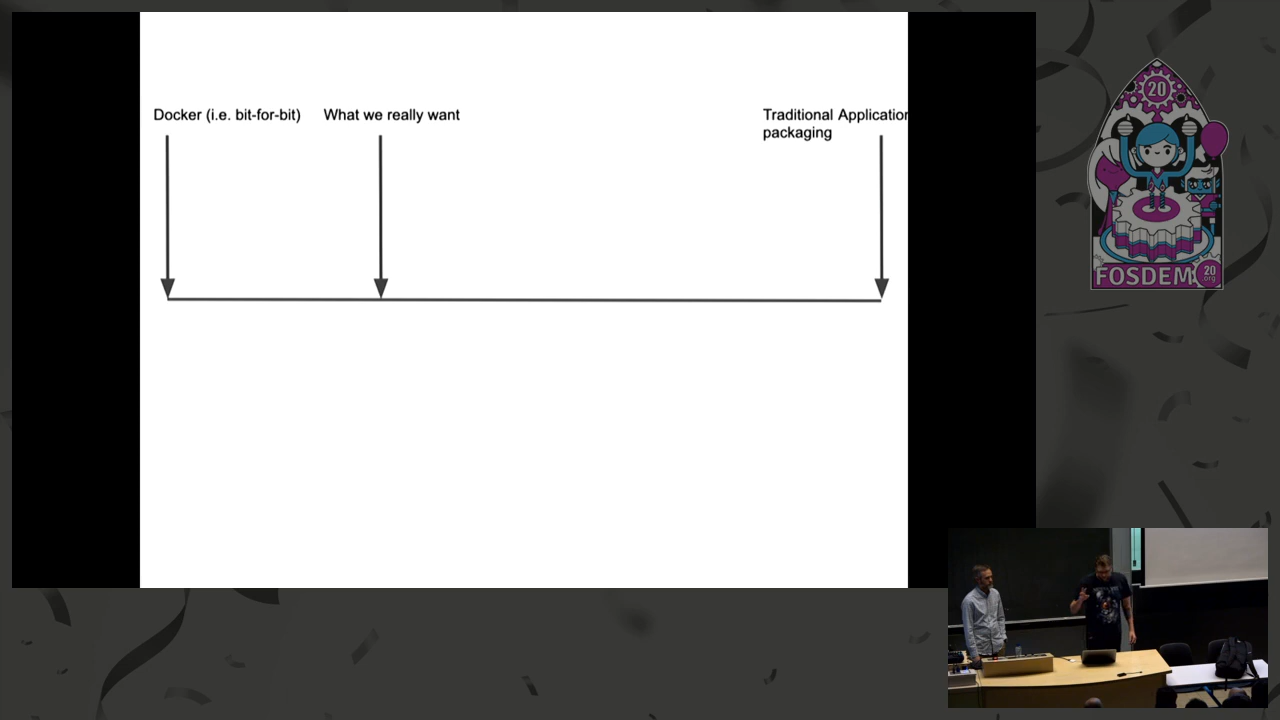 Docker (i.e. bit-for-bit)
What we really want
Traditional Application
packaging
20
FOSDEM
20
.org